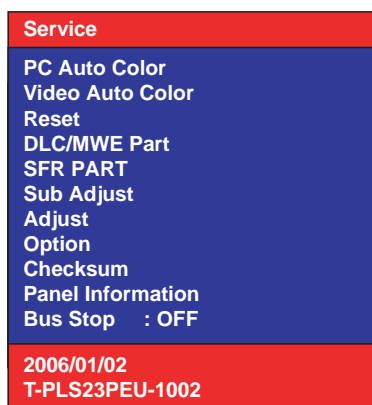 Service
PC Auto Color
Video Auto Color
Reset
DLC/MWE Part
SFR PART
Sub Adjust
Adjust
Option
Checksum
Panel Information
Bus Stop : OFF
2006/01/02
T-PLS23PEU-1002